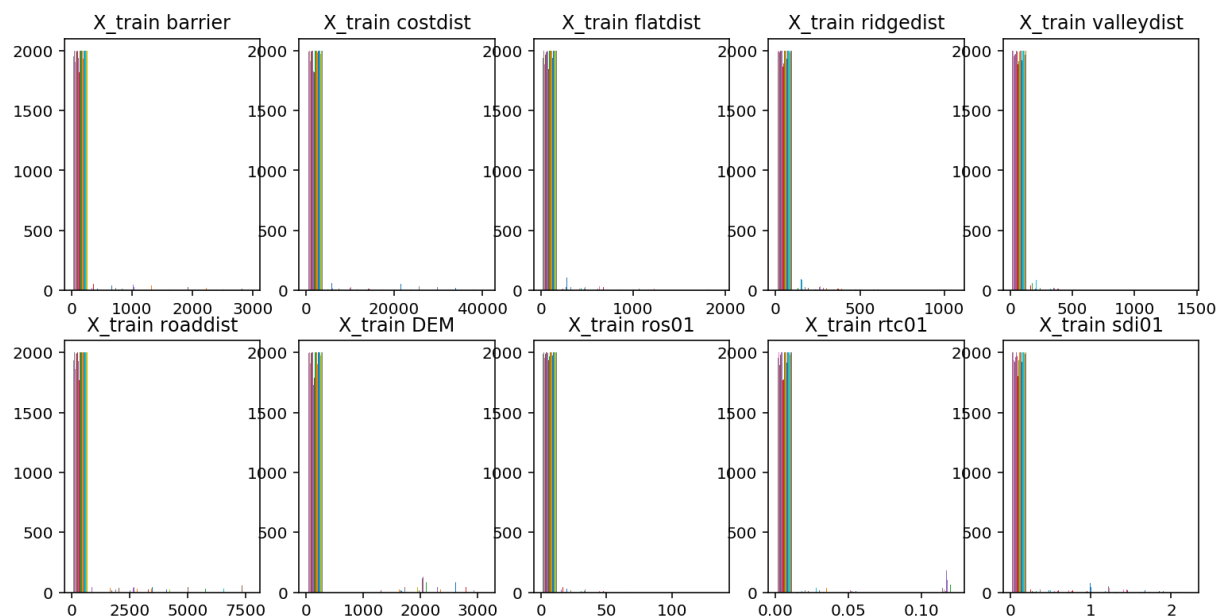 X_train barrier X_train costdist X_train flatdist X_train ridgedist X_train valleydist
2000 2000 2000 2000 2000
1500 1500 1500 1500 1500
1000 1000 1000 1000 1000
500 500 500 500 500
0 0 0 0 0
0 1000 2000 3000 0 20000 40000 0 1000 2000 0 500 1000 0 500 1000 1500
X_train roaddist X_train DEM X_train ros01 X_train rtc01 X_train sdi01
2000 2000 2000 2000 2000
1500 1500 1500 1500 1500
1000 1000 1000 1000 1000
500 500 500 500 500
0 0 0 0 0
0 2500 5000 7500 0 1000 2000 3000 0 50 100 0.00 0.05 0.10 0 1 2